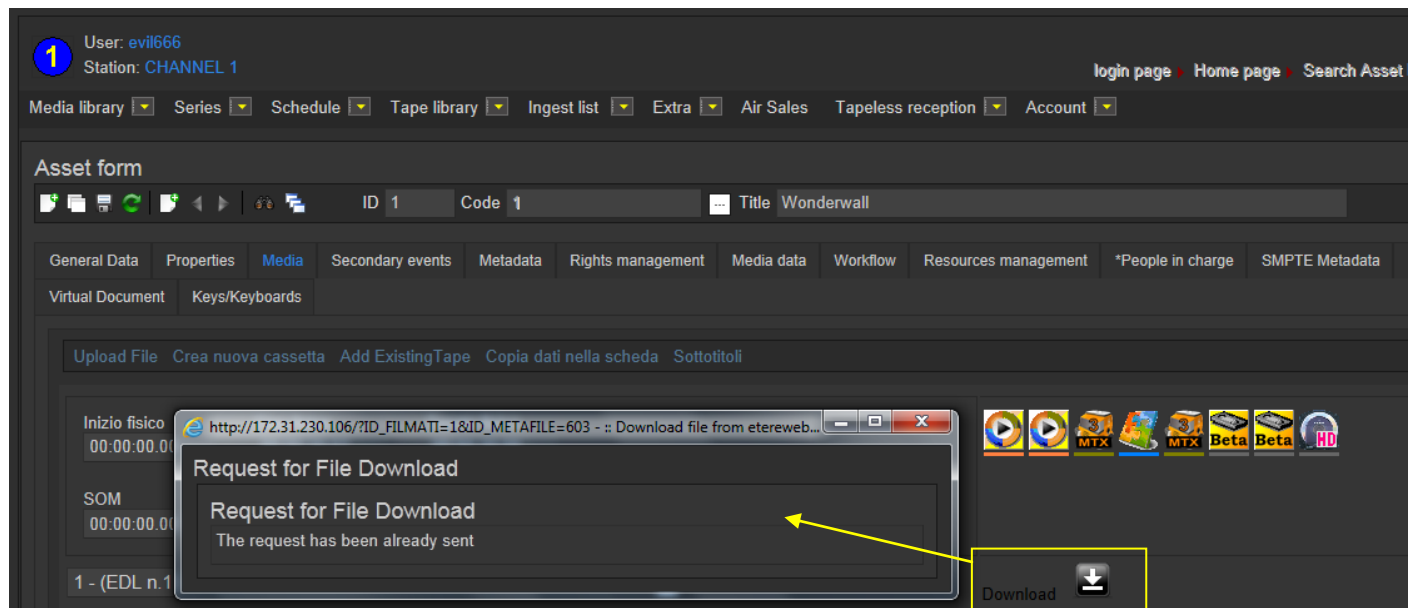 1
User: evil666
Station: CHANNEL 1
login page Home page Search Asset
Media library Series Schedule Tape library Ingest list Extra Air Sales Tapeless reception Account
Asset form
ID 1 Code 1 ... Title Wonderwall
General Data Properties Media Secondary events Metadata Rights management Media data Workflow Resources management *People in charge SMPTE Metadata
Virtual Document Keys/Keyboards
Upload File Crea nuova cassetta Add ExistingTape Copia dati nella scheda Sottotitoli
Inizio fisico
00:00:00.00
http://172.31.230.106/?ID_FILMATI=1&ID_METAFILE=603 - :: Download file from etereweb...
MTX MTX Beta Beta HD
Request for File Download
SOM
00:00:00.00
Request for File Download
The request has been already sent
1 - (EDL n.1
Download